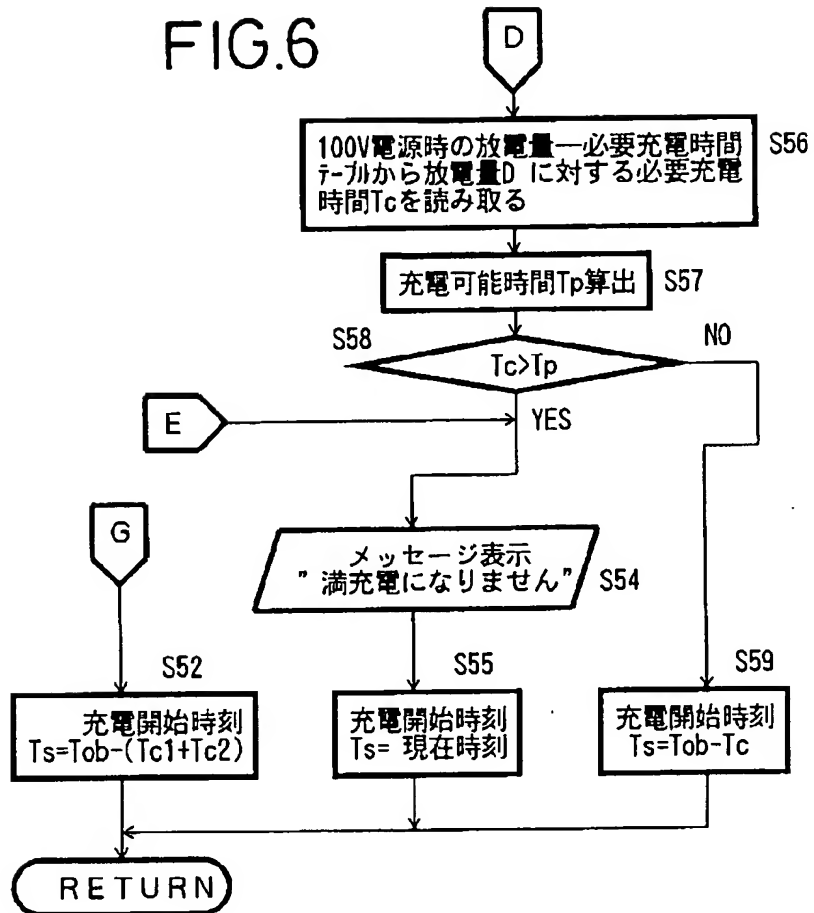 FIG.6
D
100V電源時の放電量―必要充電時間
ﾃｰﾌﾞﾙから放電量D に対する必要充電
時間Tcを読み取る
S56
充電可能時間Tp算出
S57
S58
Tc>Tp
NO
E
YES
G
メッセージ表示
" 満充電になりません"
S54
S52
充電開始時刻
Ts=Tob-(Tc1+Tc2)
S55
充電開始時刻
Ts= 現在時刻
S59
充電開始時刻
Ts=Tob-Tc
RETURN